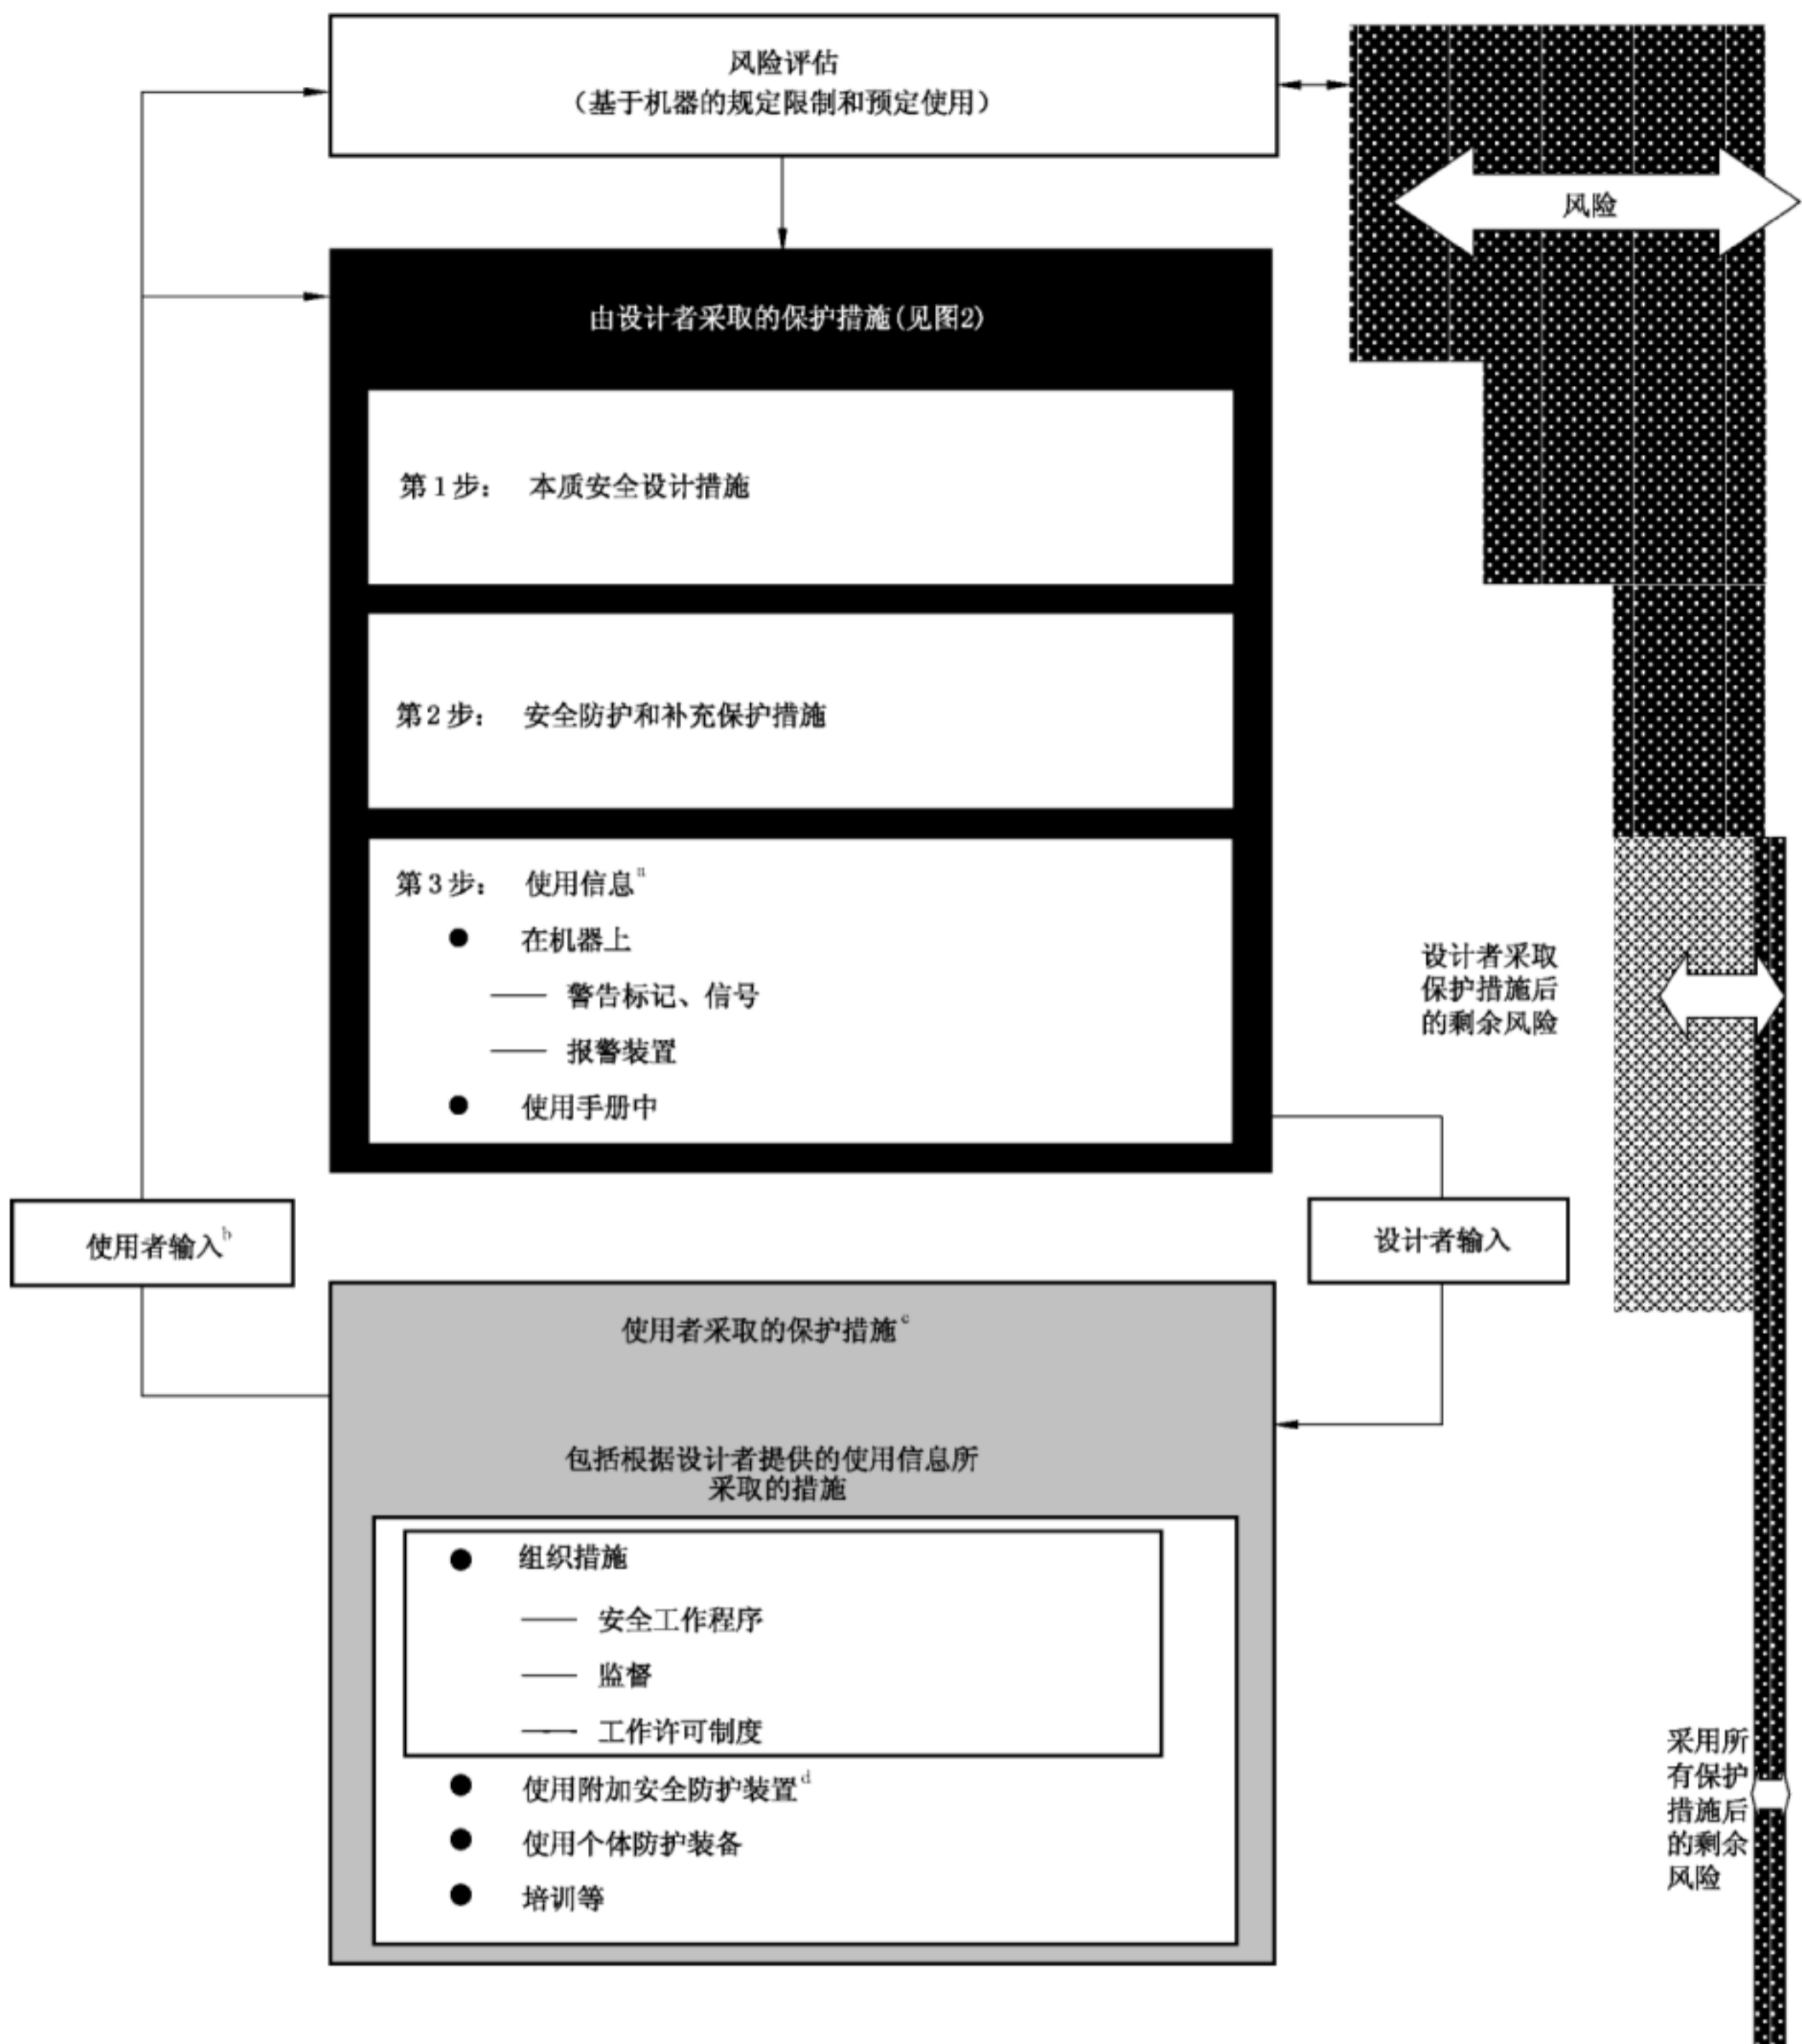 风险评估
（基于机器的规定限制和预定使用）
风险
由设计者采取的保护措施(见图2)
第1步： 本质安全设计措施
第2步： 安全防护和补充保护措施
第3步： 使用信息a
● 在机器上
—— 警告标记、信号
—— 报警装置
● 使用手册中
设计者采取
保护措施后
的剩余风险
使用者输入b
设计者输入
使用者采取的保护措施c
包括根据设计者提供的使用信息所
采取的措施
● 组织措施
—— 安全工作程序
—— 监督
—— 工作许可制度
● 使用附加安全防护装置d
● 使用个体防护装备
● 培训等
采用所
有保护
措施后
的剩余
风险